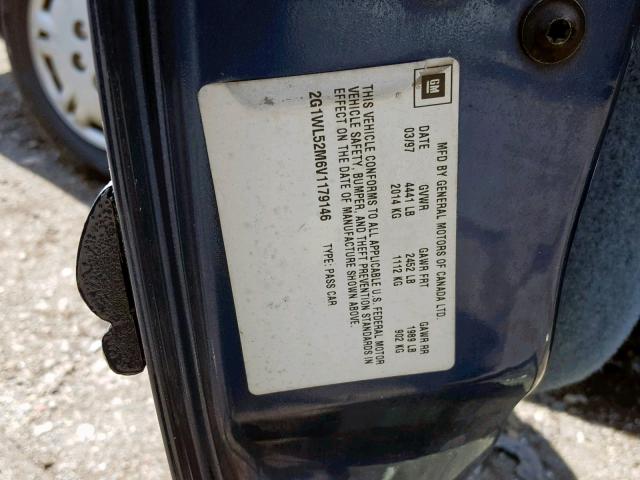 GM
MFD BY GENERAL MOTORS OF CANADA LTD.
DATE GVWR GAWR FRT GAWR RR
03/97 4441 LB 2452 LB 1989 LB
2014 KG 1112 KG 902 KG
THIS VEHICLE CONFORMS TO ALL APPLICABLE U.S. FEDERAL MOTOR
VEHICLE SAFETY, BUMPER, AND THEFT PREVENTION STANDARDS IN
EFFECT ON THE DATE OF MANUFACTURE SHOWN ABOVE.
2G1WL52M6V1179146 TYPE: PASS CAR